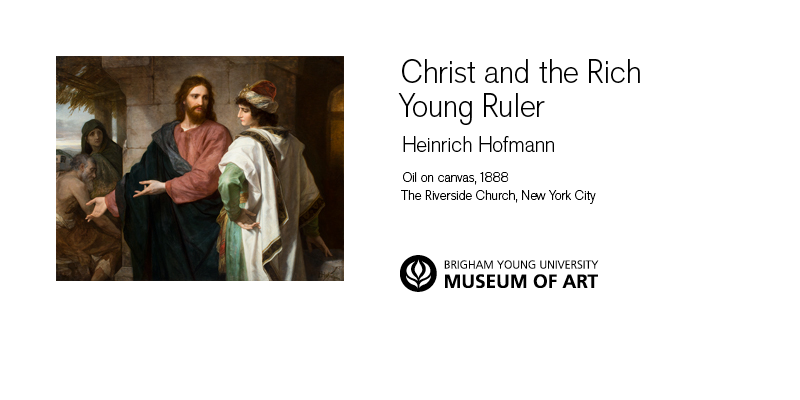 Christ and the Rich
Young Ruler
Heinrich Hofmann
Oil on canvas, 1888
The Riverside Church, New York City
BRIGHAM YOUNG UNIVERSITY
MUSEUM OF ART